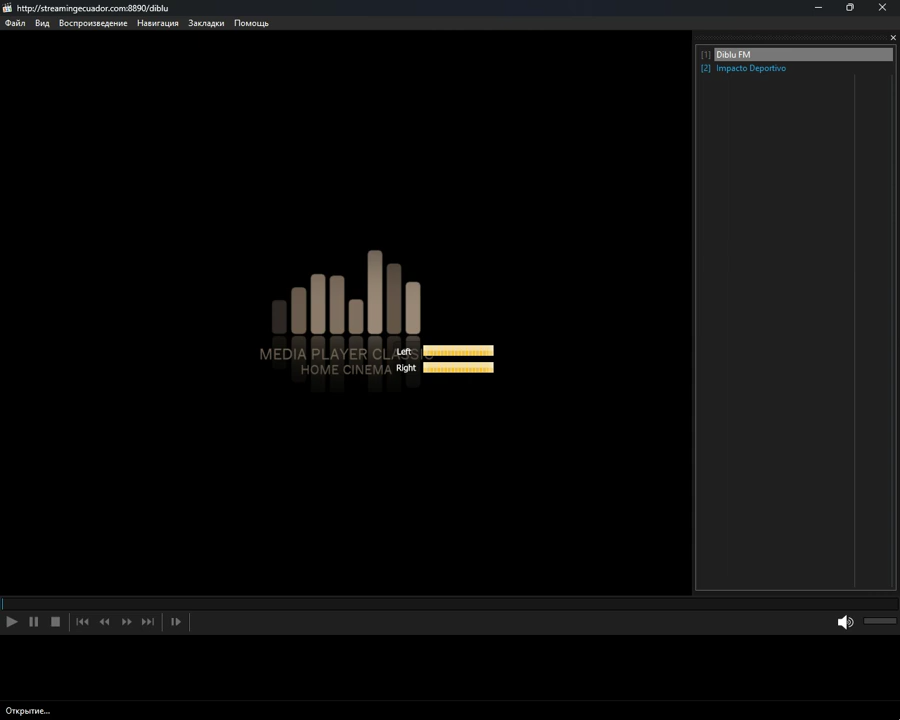 http://streamingecuador.com:8890/diblu
Файл Вид Воспроизведение Навигация Закладки Помощь
[1] Diblu FM
[2] Impacto Deportivo
MEDIA PLAYER CLASSIC
HOME CINEMA
Left
Right
Открытие...